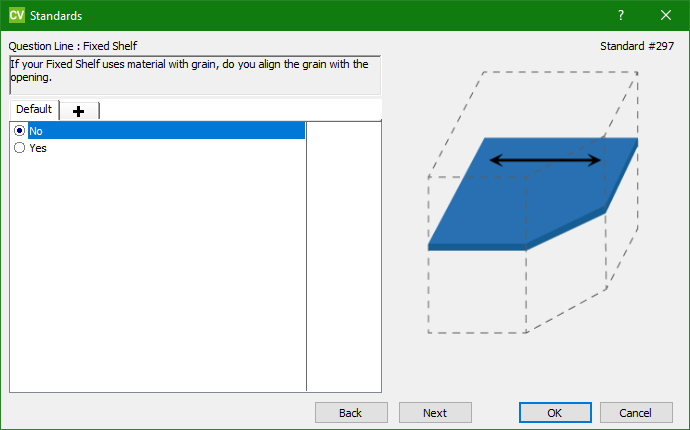 CV Standards
Question Line : Fixed Shelf
Standard #297
If your Fixed Shelf uses material with grain, do you align the grain with the
opening.
Default
No
Yes
Back
Next
OK
Cancel